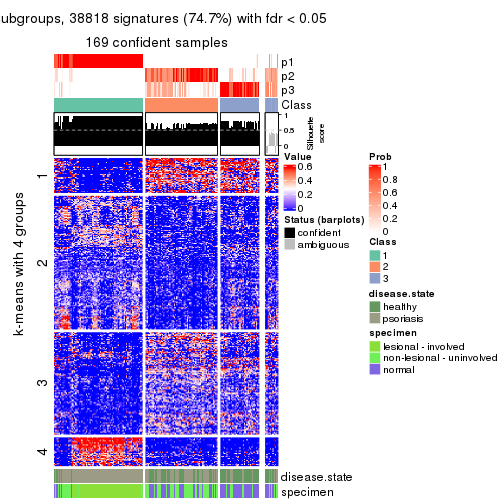 ubgroups, 38818 signatures (74.7%) with fdr < 0.05
169 confident samples
p1
p2
p3
Class
1
0.5
0
Silhouette
score
k-means with 4 groups
1
2
3
4
Value
0.6
0.4
0.2
0
Status (barplots)
confident
ambiguous
Prob
1
0.8
0.6
0.4
0.2
0
Class
1
2
3
disease.state
healthy
psoriasis
specimen
lesional - involved
non-lesional - uninvolved
normal
disease.state
specimen